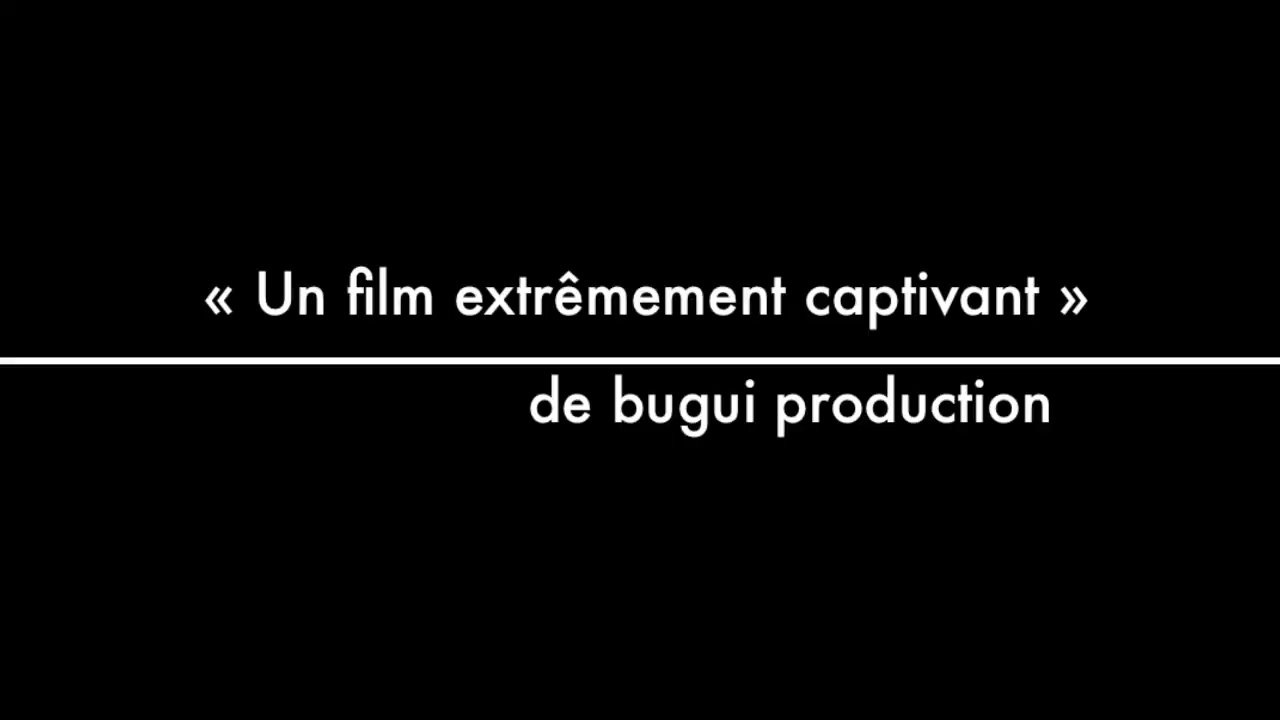 « Un film extrêmement captivant »
de bugui production